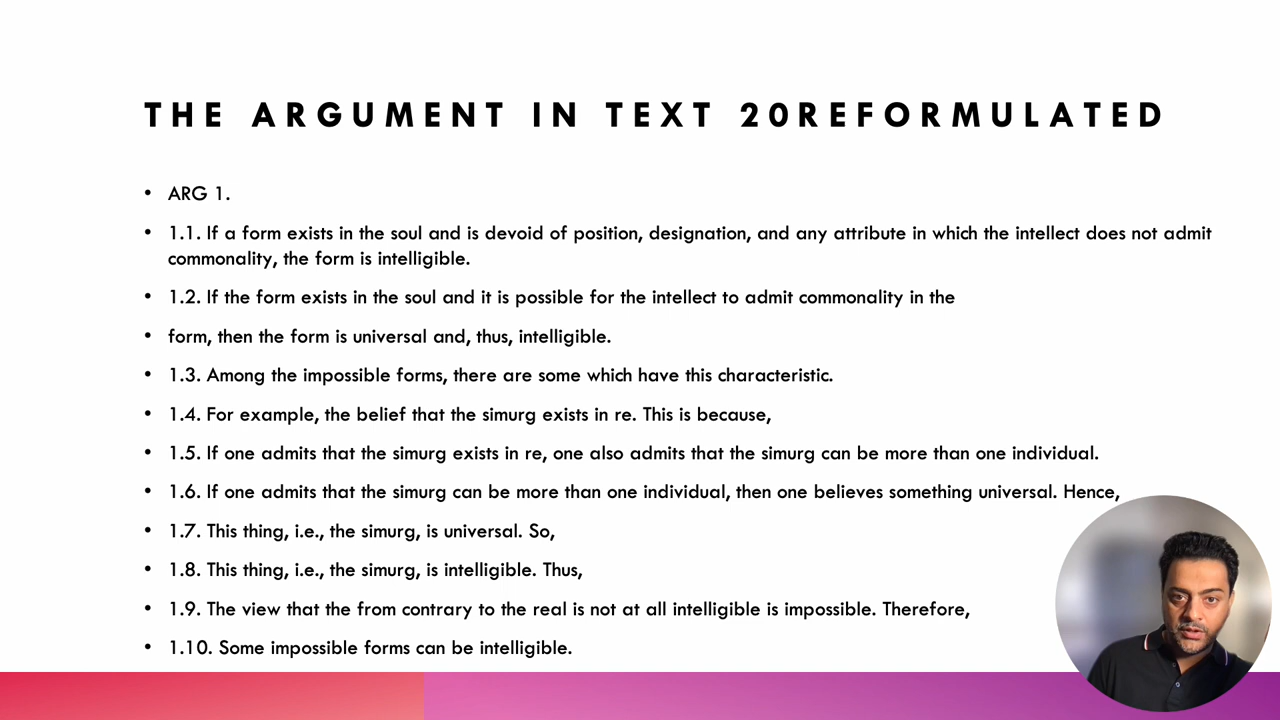 THE ARGUMENT IN TEXT 20REFORMULATED
• ARG 1.
• 1.1. If a form exists in the soul and is devoid of position, designation, and any attribute in which the intellect does not admit
commonality, the form is intelligible.
• 1.2. If the form exists in the soul and it is possible for the intellect to admit commonality in the
• form, then the form is universal and, thus, intelligible.
• 1.3. Among the impossible forms, there are some which have this characteristic.
• 1.4. For example, the belief that the simurg exists in re. This is because,
• 1.5. If one admits that the simurg exists in re, one also admits that the simurg can be more than one individual.
• 1.6. If one admits that the simurg can be more than one individual, then one believes something universal. Hence,
• 1.7. This thing, i.e., the simurg, is universal. So,
• 1.8. This thing, i.e., the simurg, is intelligible. Thus,
• 1.9. The view that the from contrary to the real is not at all intelligible is impossible. Therefore,
• 1.10. Some impossible forms can be intelligible.